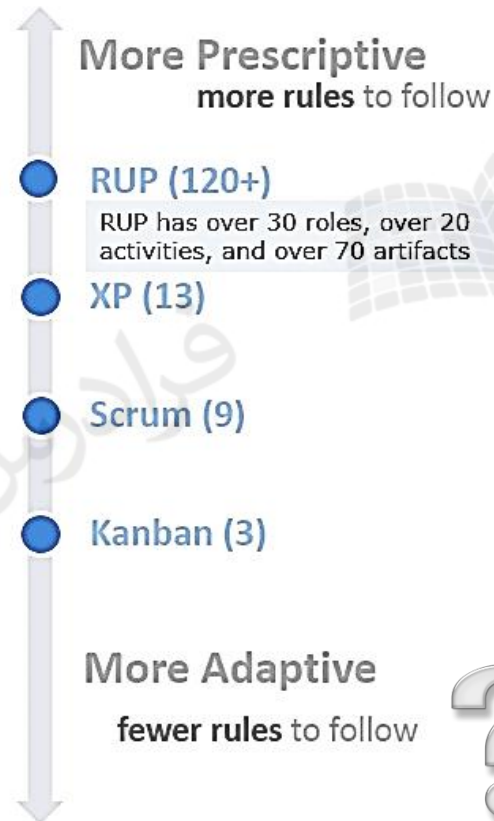 More Prescriptive
more rules to follow
RUP (120+)
RUP has over 30 roles, over 20
activities, and over 70 artifacts
XP (13)
Scrum (9)
Kanban (3)
More Adaptive
fewer rules to follow